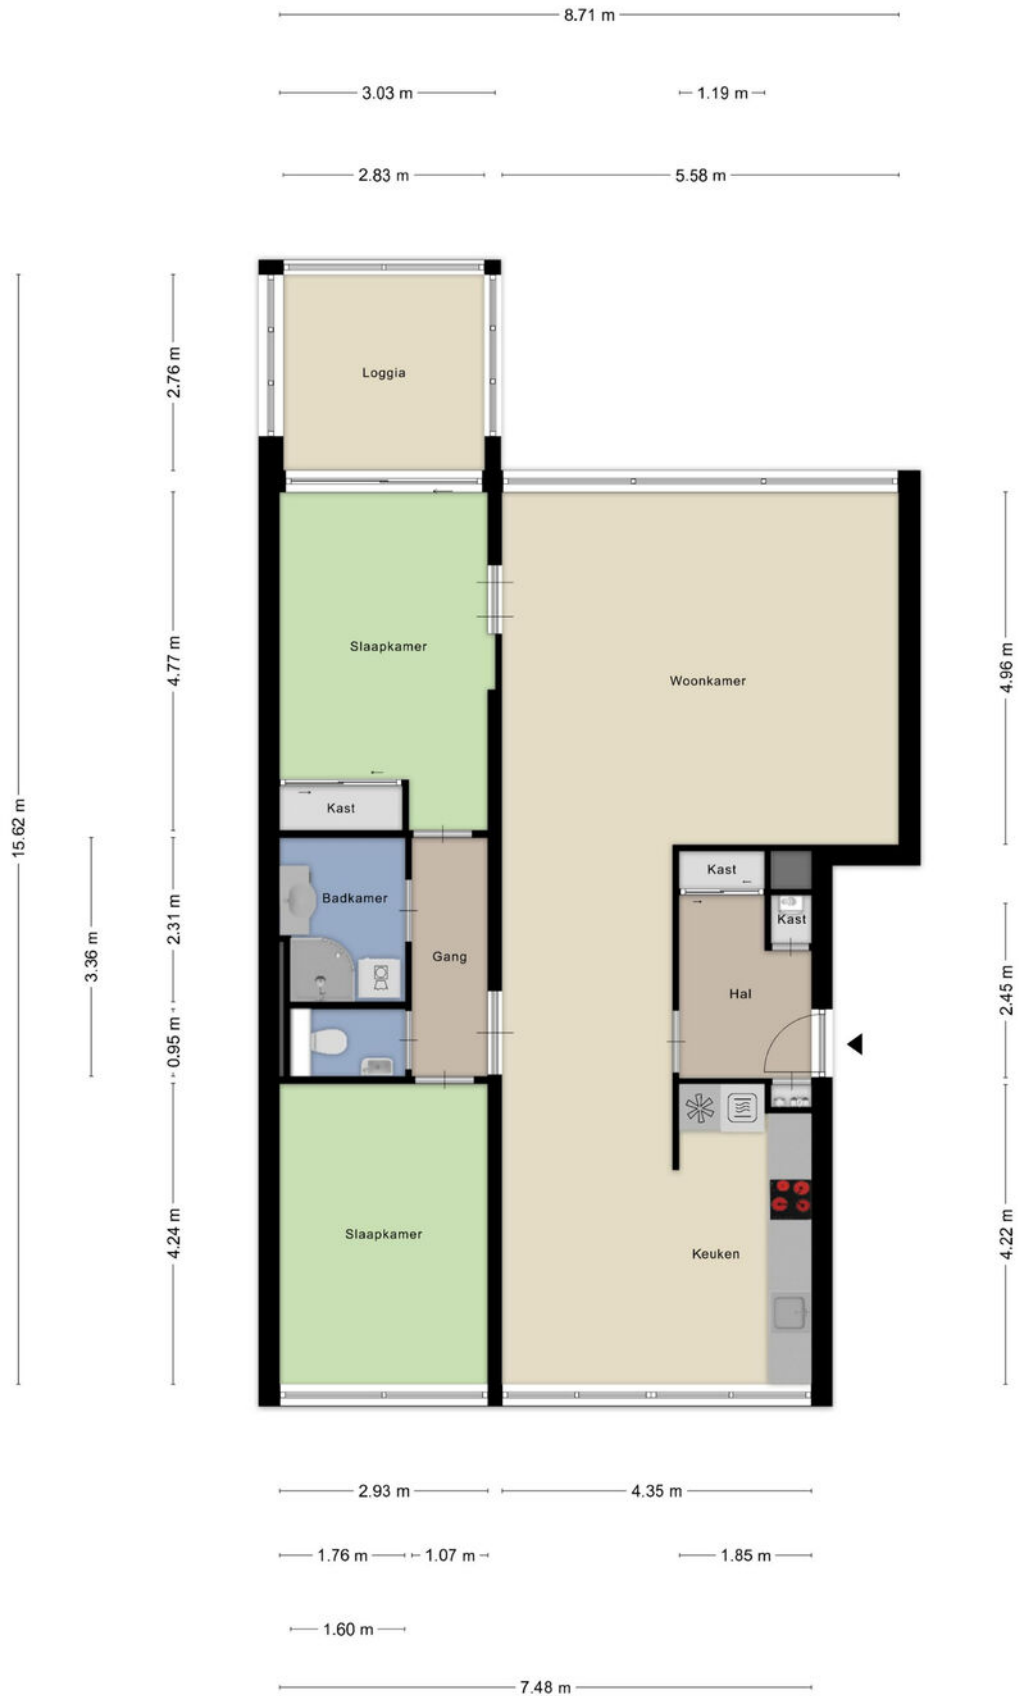 8.71 m
3.03 m
1.19 m
2.83 m
5.58 m
2.76 m
Loggia
4.77 m
Slaapkamer
Woonkamer
4.96 m
Kast
15.62 m
3.36 m
2.31 m
Badkamer
Gang
Kast
Kast
Hal
2.45 m
0.95 m
4.24 m
Slaapkamer
Keuken
4.22 m
2.93 m
4.35 m
1.76 m
1.07 m
1.85 m
1.60 m
7.48 m